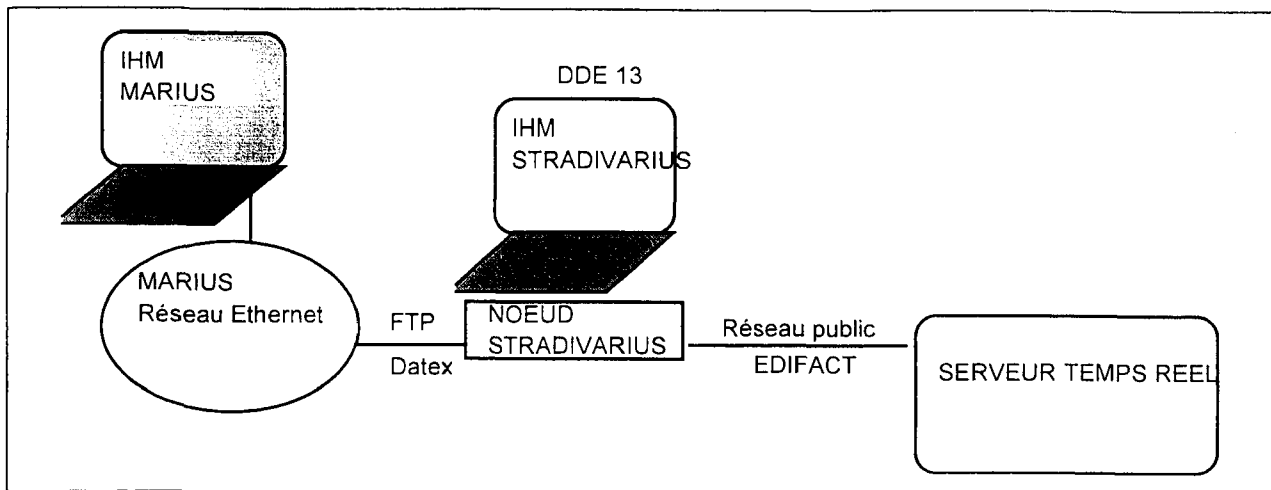 IHM
MARIUS
DDE 13
IHM
STRADIVARIUS
MARIUS
Réseau Ethernet
FTP
Datex
NOEUD
STRADIVARIUS
Réseau public
EDIFACT
SERVEUR TEMPS REEL